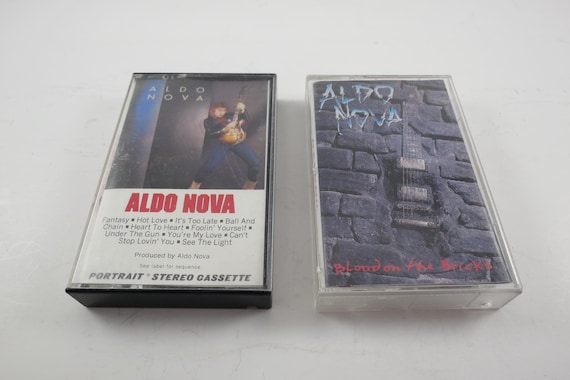 ALDO
NOVA
ALDO NOVA
Fantasy • Hot Love • It's Too Late • Ball And
Chain • Heart To Heart • Foolin' Yourself •
Under The Gun • You're My Love • Can't
Stop Lovin' You • See The Light
Produced by Aldo Nova
See label for sequence
PORTRAIT • STEREO CASSETTE
ALDO
NOVA
Blood on the Bricks